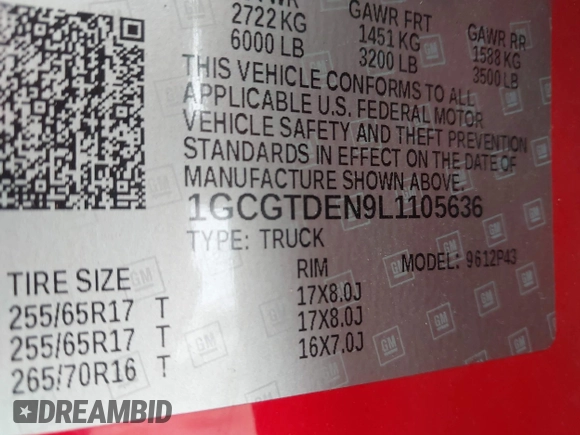 2722 KG
6000 LB
GAWR FRT
1451 KG
3200 LB
GAWR RR
1588 KG
3500 LB
THIS VEHICLE CONFORMS TO ALL
APPLICABLE U.S. FEDERAL MOTOR
VEHICLE SAFETY AND THEFT PREVENTION
STANDARDS IN EFFECT ON THE DATE OF
MANUFACTURE SHOWN ABOVE.
1GCGTDEN9L1105636
TYPE: TRUCK
MODEL: 9612P43
TIRE SIZE RIM
255/65R17 T 17X8.0J
255/65R17 T 17X8.0J
265/70R16 T 16X7.0J
GM
DREAMBID